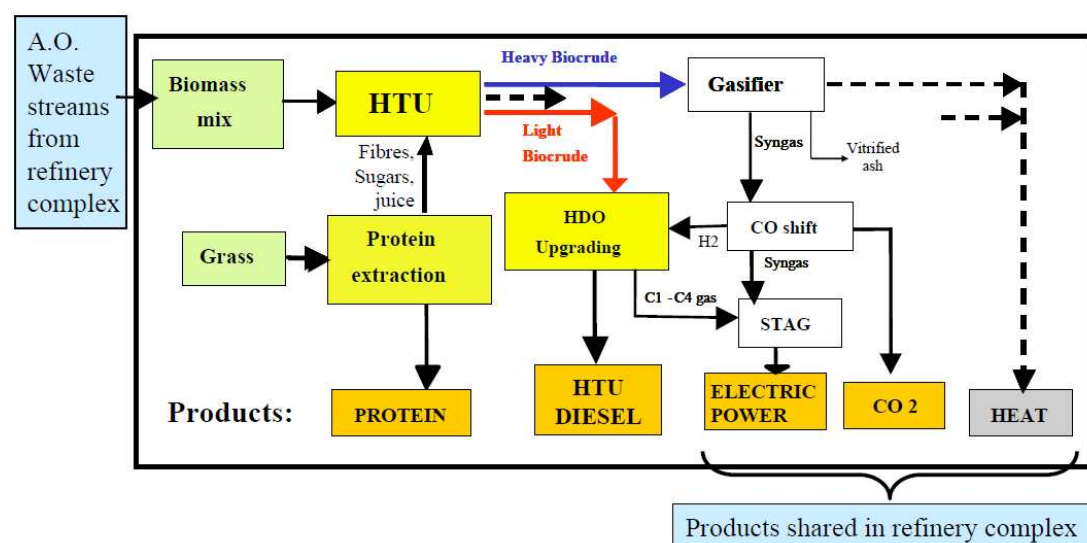 A.O.
Waste
streams
from
refinery
complex
Biomass
mix
HTU
Heavy Biocrude
Light
Biocrude
Gasifier
Syngas
Vitrified
ash
Fibres,
Sugars,
juice
Grass
Protein
extraction
HDO
Upgrading
H2
CO shift
Syngas
C1 -C4 gas
STAG
Products:
PROTEIN
HTU
DIESEL
ELECTRIC
POWER
CO 2
HEAT
Products shared in refinery complex